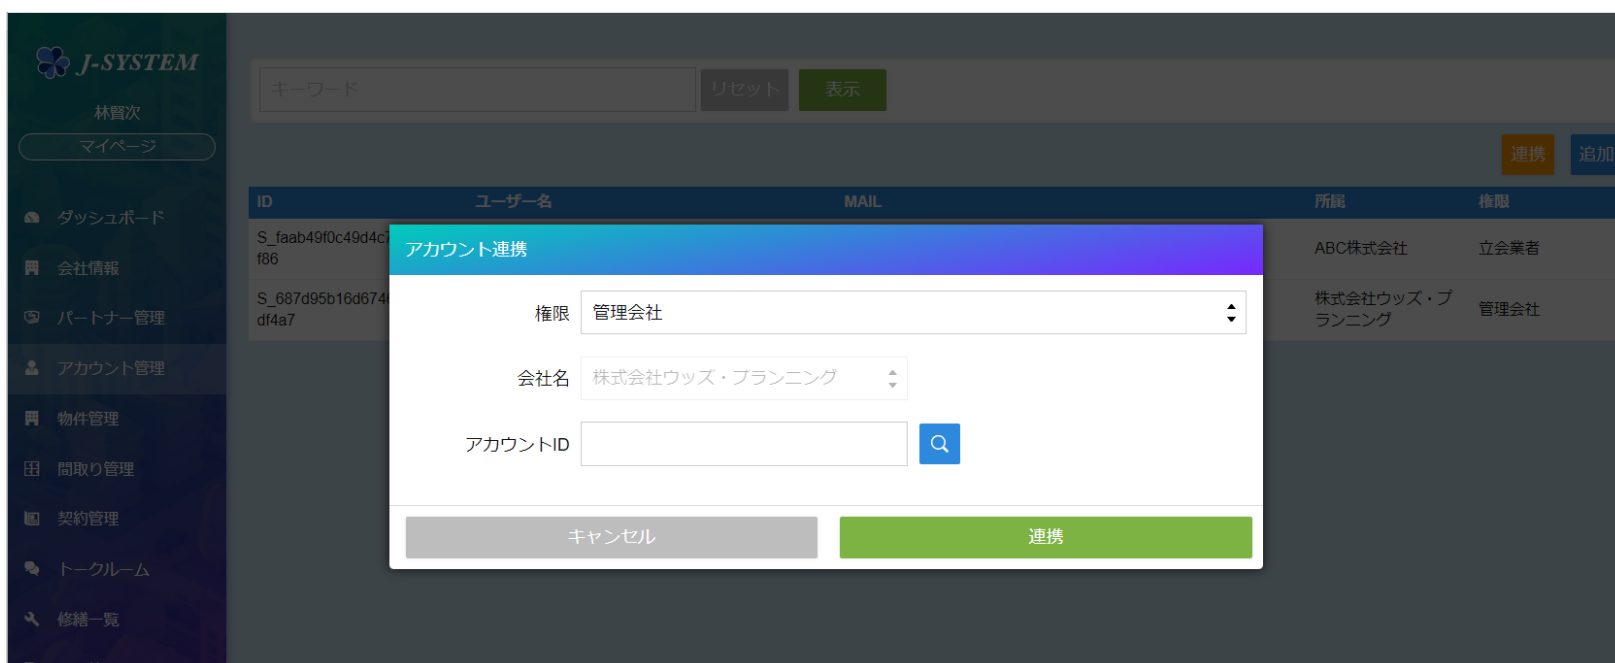 J-SYSTEM
林賢次
マイページ
ダッシュボード
会社情報
パートナー管理
アカウント管理
物件管理
間取り管理
契約管理
トークルーム
修繕一覧
キーワード
リセット
表示
連携
追加
ID
ユーザー名
MAIL
所属
権限
S_faab49f0c49d4c7
f86
ABC株式会社
立会業者
S_687d95b16d6746
df4a7
株式会社ウッズ・プ
ランニング
管理会社
アカウント連携
権限
管理会社
会社名
株式会社ウッズ・プランニング
アカウントID
キャンセル
連携